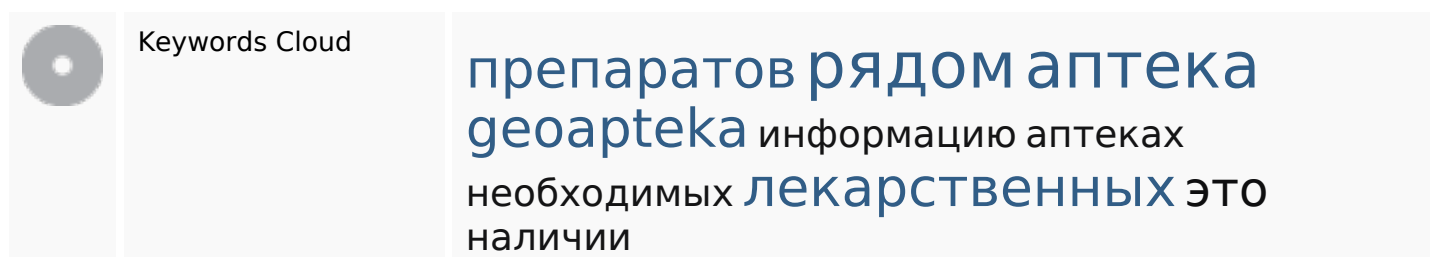 Keywords Cloud
препаратов рядом аптека
geoapteka информацию аптеках
необходимых лекарственных это
наличии